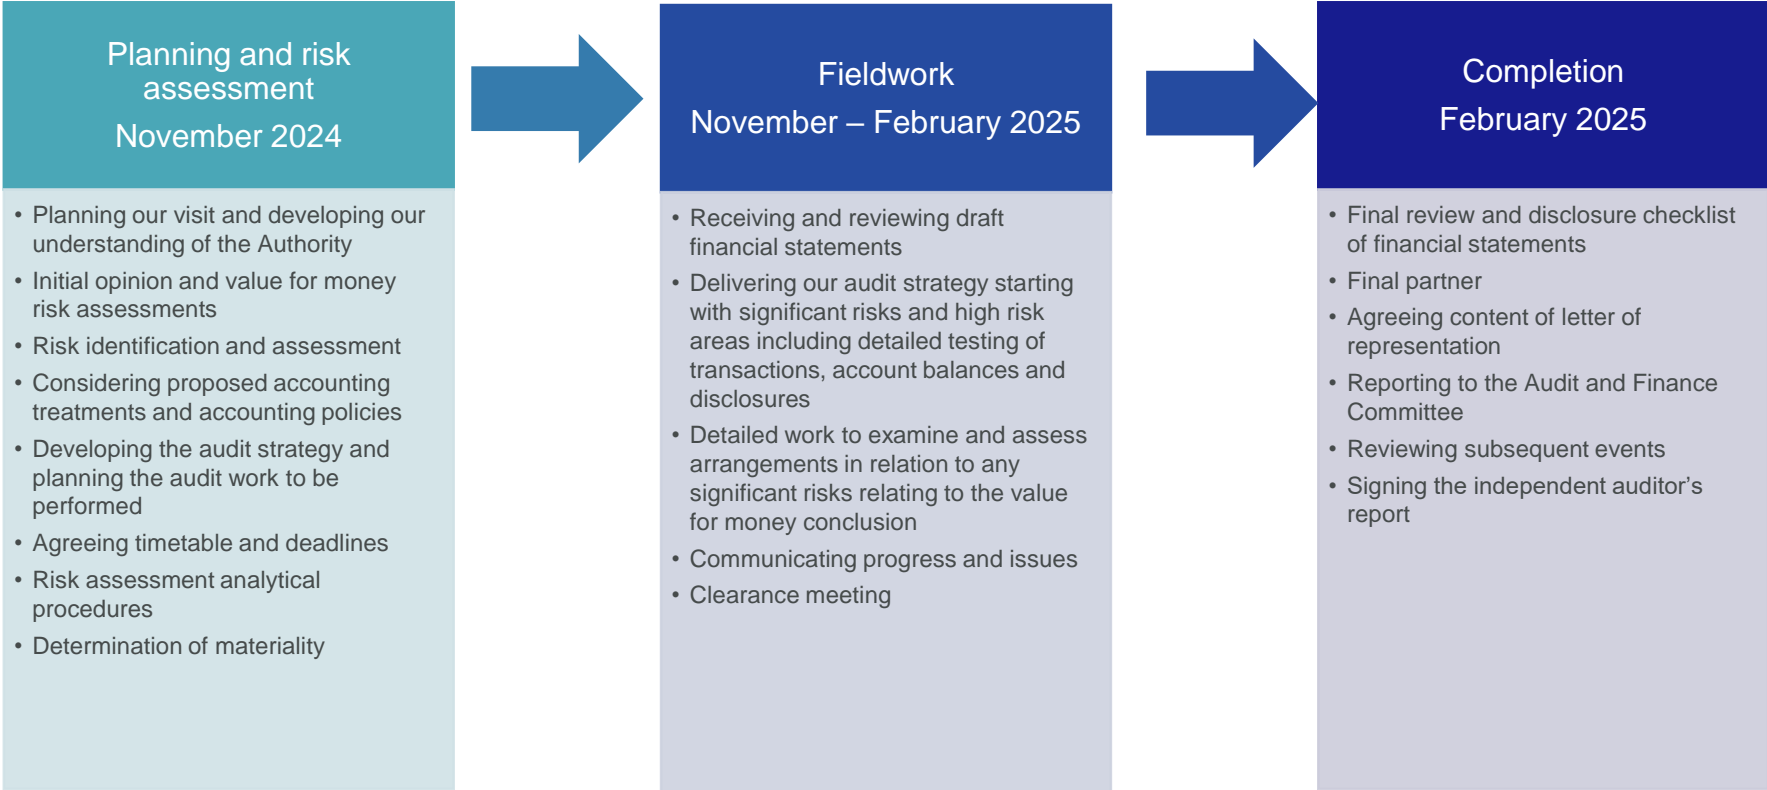 Planning and risk
assessment
November 2024
• Planning our visit and developing our
understanding of the Authority
• Initial opinion and value for money
risk assessments
• Risk identification and assessment
• Considering proposed accounting
treatments and accounting policies
• Developing the audit strategy and
planning the audit work to be
performed
• Agreeing timetable and deadlines
• Risk assessment analytical
procedures
• Determination of materiality
Fieldwork
November – February 2025
• Receiving and reviewing draft
financial statements
• Delivering our audit strategy starting
with significant risks and high risk
areas including detailed testing of
transactions, account balances and
disclosures
• Detailed work to examine and assess
arrangements in relation to any
significant risks relating to the value
for money conclusion
• Communicating progress and issues
• Clearance meeting
Completion
February 2025
• Final review and disclosure checklist
of financial statements
• Final partner
• Agreeing content of letter of
representation
• Reporting to the Audit and Finance
Committee
• Reviewing subsequent events
• Signing the independent auditor’s
report